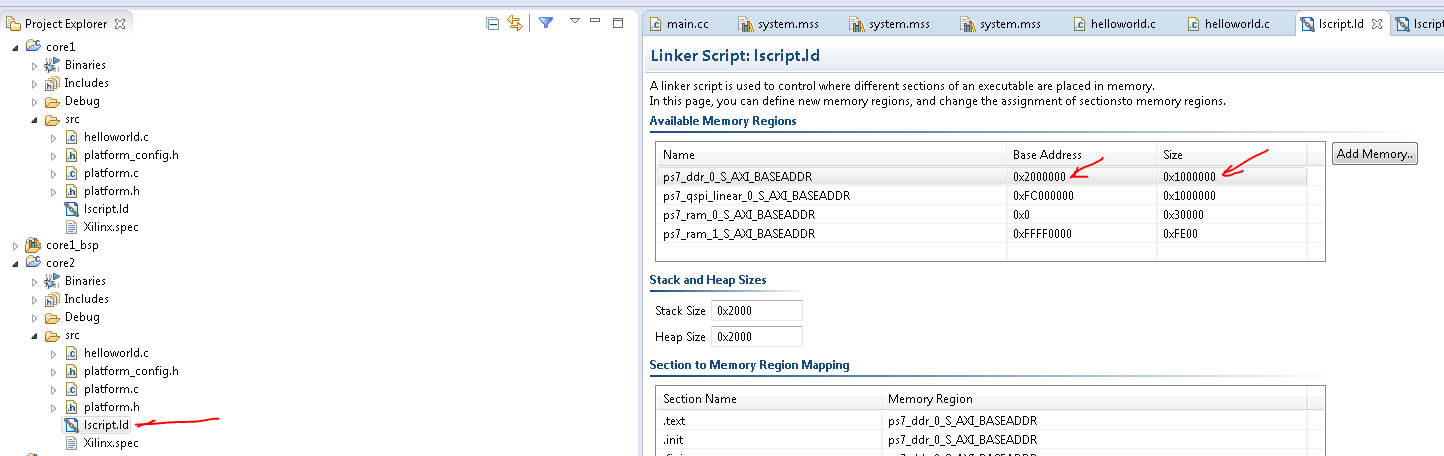 Project Explorer
core1
Binaries
Includes
Debug
src
helloworld.c
platform_config.h
platform.c
platform.h
lscript.ld
Xilinx.spec
core1_bsp
core2
Binaries
Includes
Debug
src
helloworld.c
platform_config.h
platform.c
platform.h
lscript.ld
Xilinx.spec
main.cc system.mss system.mss system.mss helloworld.c helloworld.c lscript.ld lscript
Linker Script: lscript.ld
A linker script is used to control where different sections of an executable are placed in memory.
In this page, you can define new memory regions, and change the assignment of sectionsto memory regions.
Available Memory Regions
Name Base Address Size
ps7_ddr_0_S_AXI_BASEADDR 0x2000000 0x1000000
ps7_qspi_linear_0_S_AXI_BASEADDR 0xFC000000 0x1000000
ps7_ram_0_S_AXI_BASEADDR 0x0 0x30000
ps7_ram_1_S_AXI_BASEADDR 0xFFFF0000 0xFE00
Add Memory..
Stack and Heap Sizes
Stack Size 0x2000
Heap Size 0x2000
Section to Memory Region Mapping
Section Name Memory Region
.text ps7_ddr_0_S_AXI_BASEADDR
.init ps7_ddr_0_S_AXI_BASEADDR